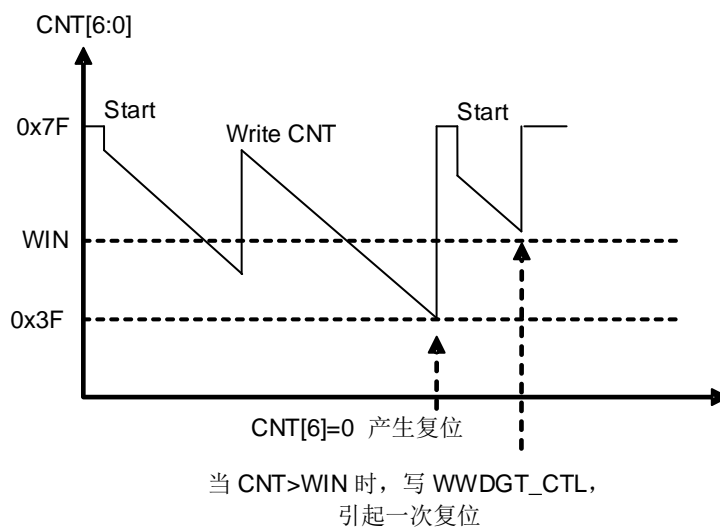 CNT[6:0]
Start
Start
0x7F
Write CNT
WIN
0x3F
CNT[6]=0 产生复位
当 CNT>WIN 时，写 WWDGT_CTL，
引起一次复位